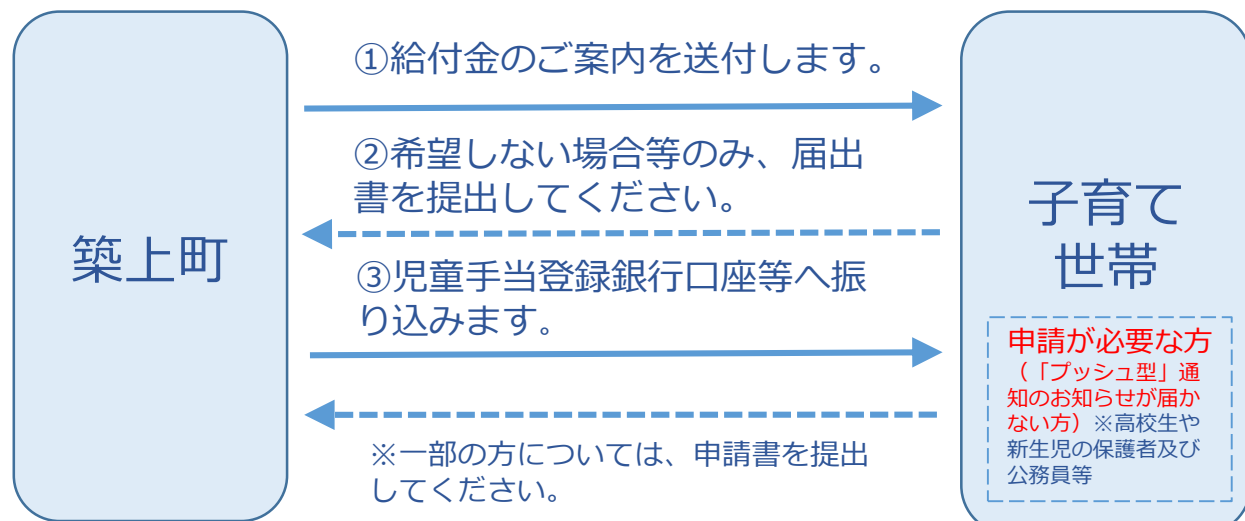 築上町
①給付金のご案内を送付します。
②希望しない場合等のみ、届出
書を提出してください。
③児童手当登録銀行口座等へ振
り込みます。
※一部の方については、申請書を提出
してください。
子育て
世帯
申請が必要な方
（「プッシュ型」通
知のお知らせが届か
ない方）※高校生や
新生児の保護者及び
公務員等